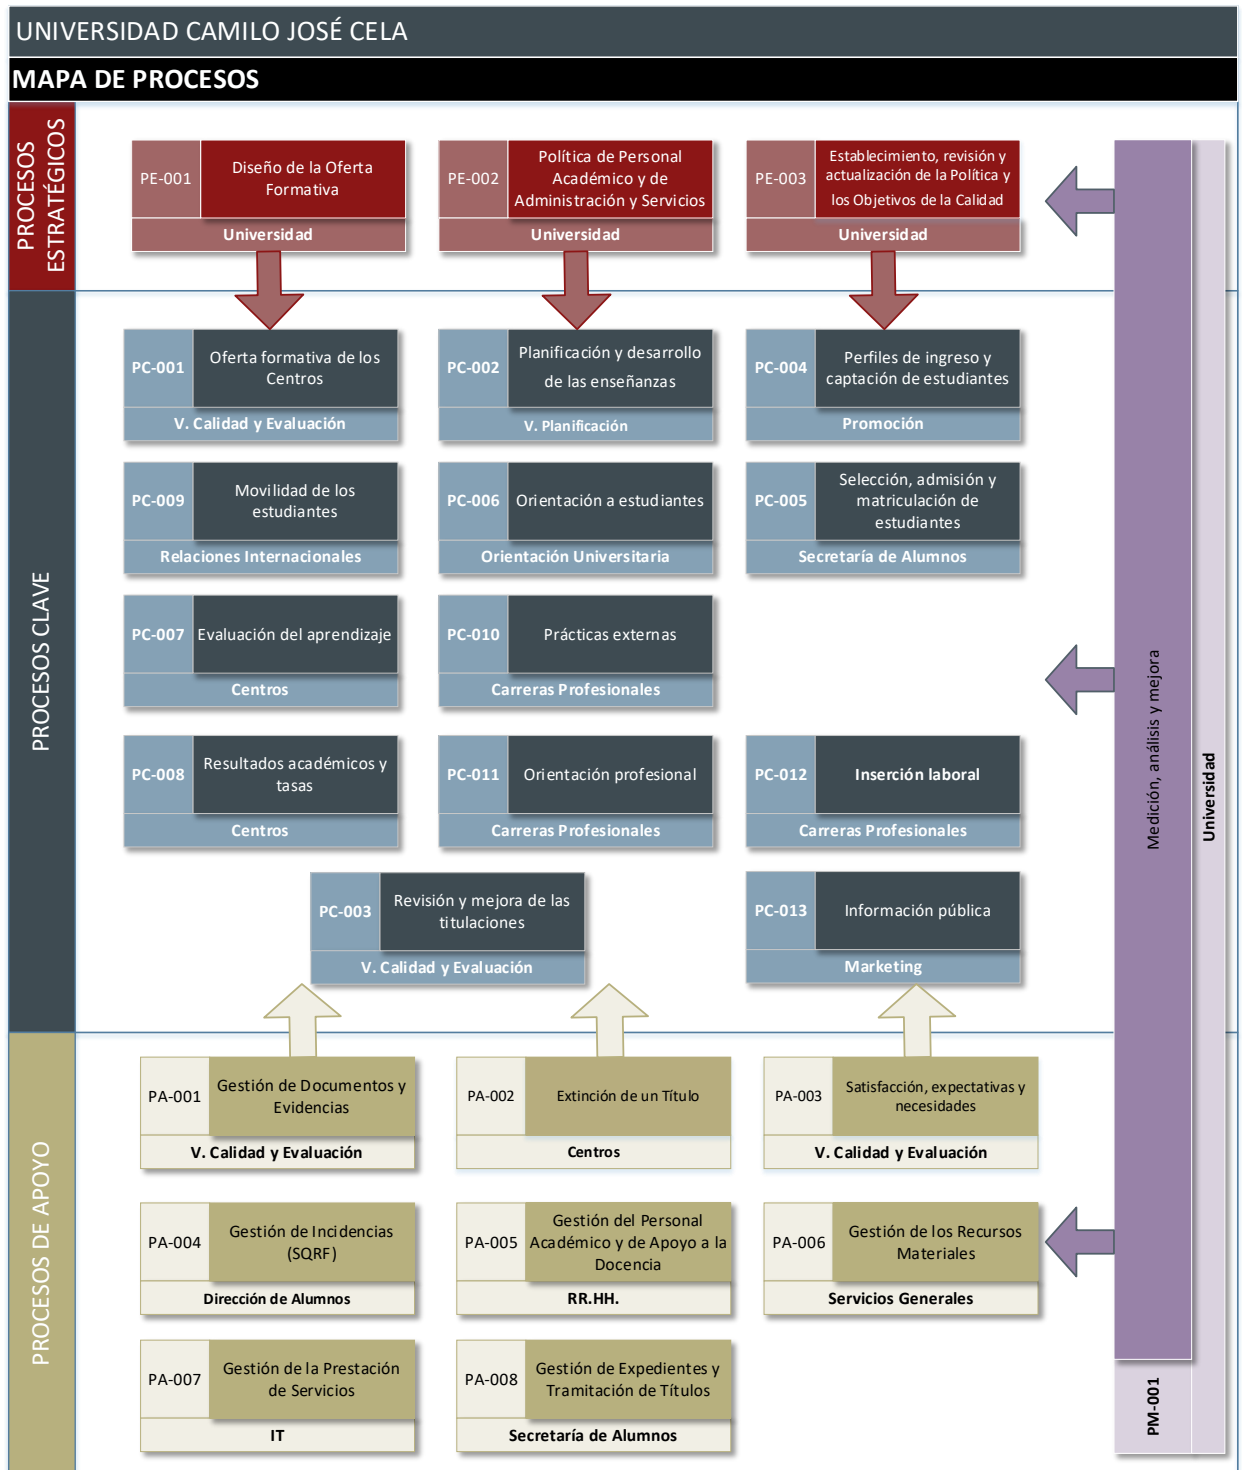 UNIVERSIDAD CAMILO JOSÉ CELA
MAPA DE PROCESOS
PROCESOS
ESTRATÉGICOS
PE-001
Diseño de la Oferta
Formativa
Universidad
PE-002
Política de Personal
Académico y de
Administración y Servicios
Universidad
PE-003
Establecimiento, revisión y
actualización de la Política y
los Objetivos de la Calidad
Universidad
PROCESOS CLAVE
PC-001
Oferta formativa de los
Centros
V. Calidad y Evaluación
PC-002
Planificación y desarrollo
de las enseñanzas
V. Planificación
PC-004
Perfiles de ingreso y
captación de estudiantes
Promoción
PC-009
Movilidad de los
estudiantes
Relaciones Internacionales
PC-006
Orientación a estudiantes
Orientación Universitaria
PC-005
Selección, admisión y
matriculación de
estudiantes
Secretaría de Alumnos
PC-007
Evaluación del aprendizaje
Centros
PC-010
Prácticas externas
Carreras Profesionales
PC-008
Resultados académicos y
tasas
Centros
PC-011
Orientación profesional
Carreras Profesionales
PC-012
Inserción laboral
Carreras Profesionales
PC-003
Revisión y mejora de las
titulaciones
V. Calidad y Evaluación
PC-013
Información pública
Marketing
PROCESOS DE APOYO
PA-001
Gestión de Documentos y
Evidencias
V. Calidad y Evaluación
PA-002
Extinción de un Título
Centros
PA-003
Satisfacción, expectativas y
necesidades
V. Calidad y Evaluación
PA-004
Gestión de Incidencias
(SQRF)
Dirección de Alumnos
PA-005
Gestión del Personal
Académico y de Apoyo a la
Docencia
RR.HH.
PA-006
Gestión de los Recursos
Materiales
Servicios Generales
PA-007
Gestión de la Prestación
de Servicios
IT
PA-008
Gestión de Expedientes y
Tramitación de Títulos
Secretaría de Alumnos
Medición, análisis y mejora
PM-001
Universidad